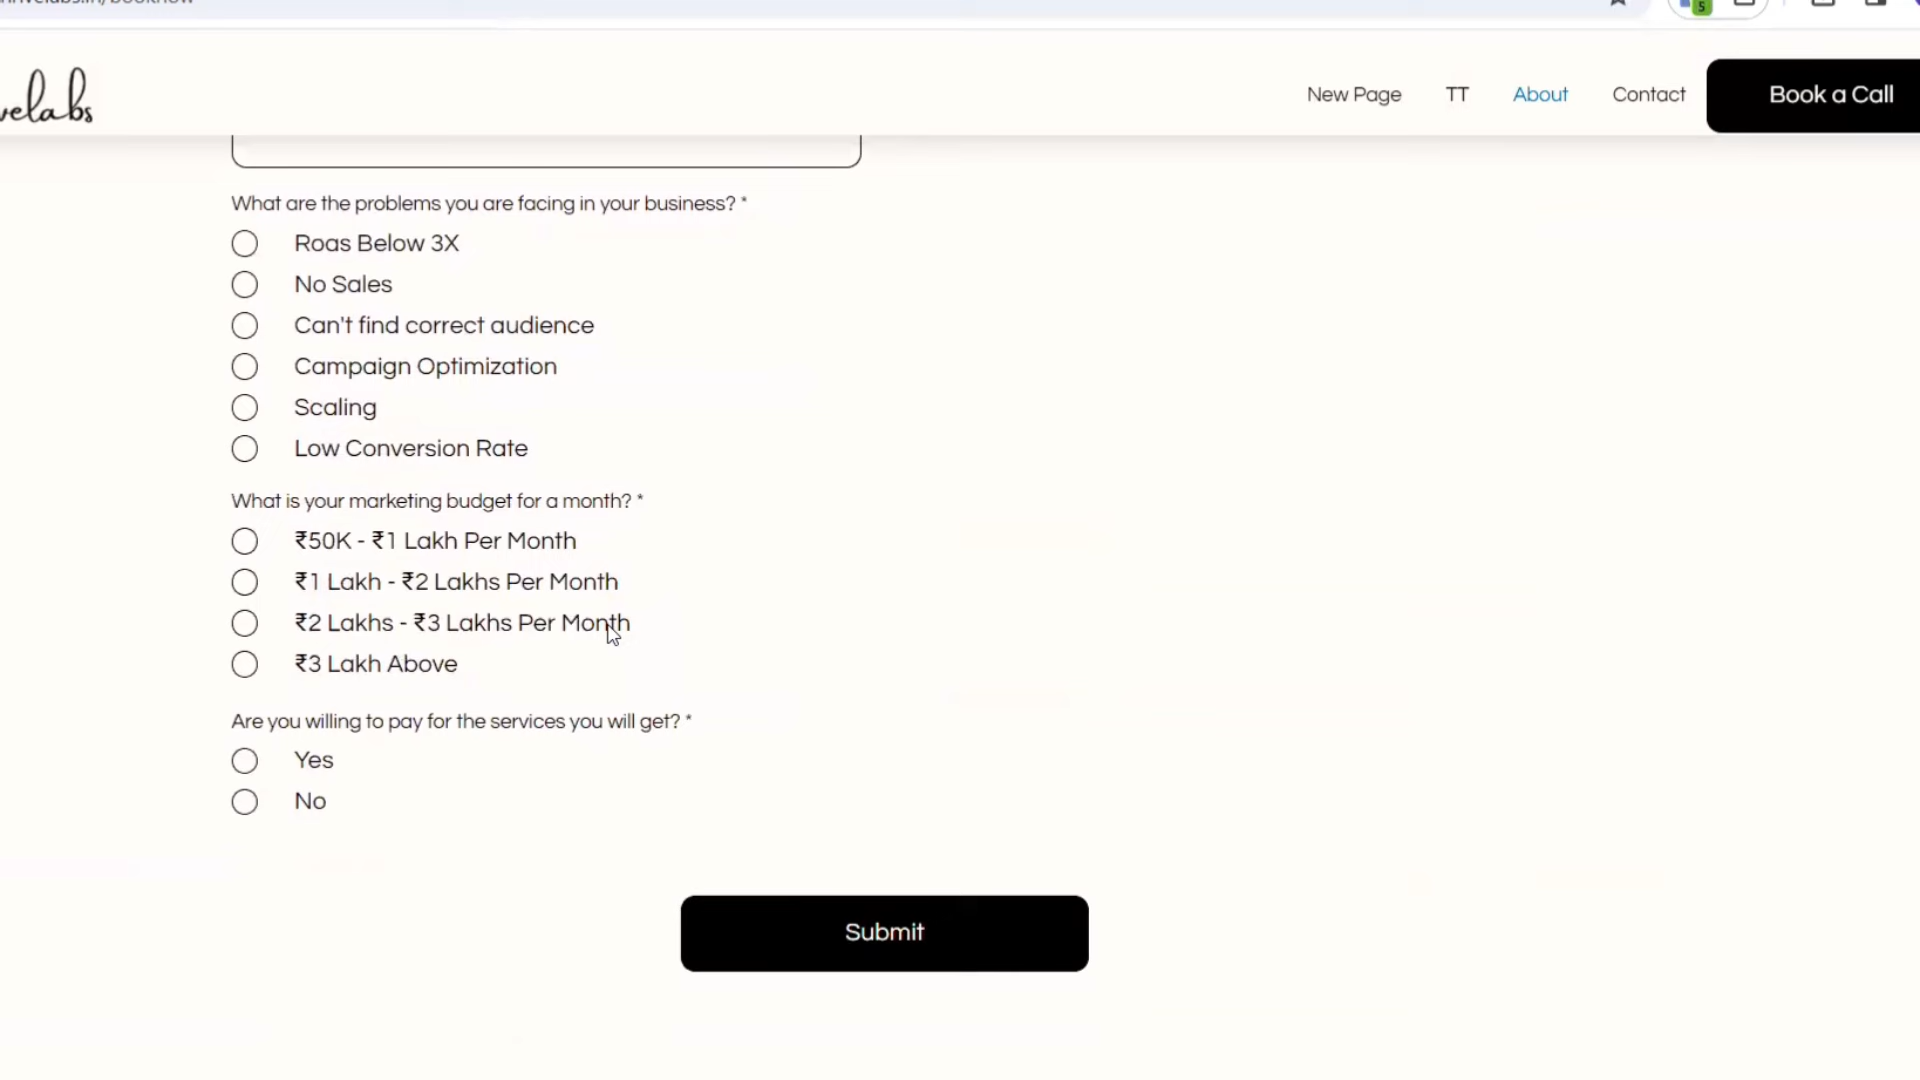 5
New Page
TT
About
Contact
Book a Call
What are the problems you are facing in your business? *
Roas Below 3X
No Sales
Can't find correct audience
Campaign Optimization
Scaling
Low Conversion Rate
What is your marketing budget for a month? *
₹50K - ₹1 Lakh Per Month
₹1 Lakh - ₹2 Lakhs Per Month
₹2 Lakhs - ₹3 Lakhs Per Month
₹3 Lakh Above
Are you willing to pay for the services you will get? *
Yes
No
Submit